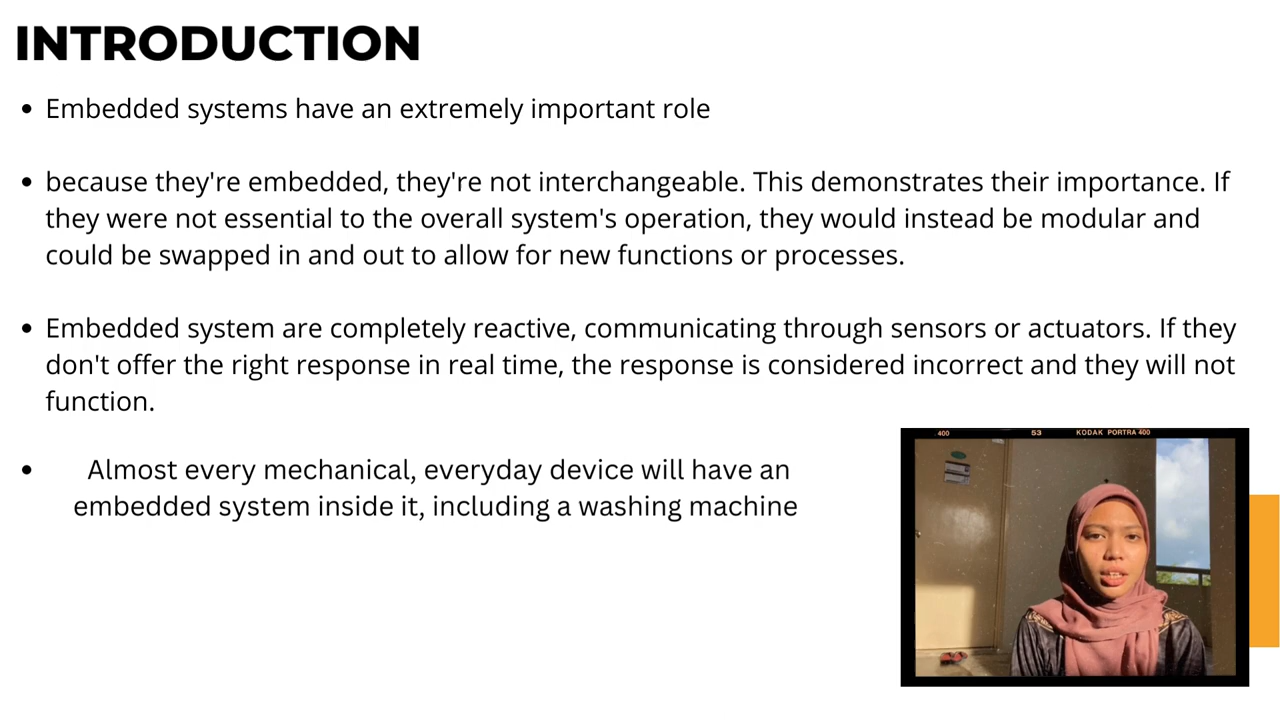 INTRODUCTION
• Embedded systems have an extremely important role
• because they're embedded, they're not interchangeable. This demonstrates their importance. If
they were not essential to the overall system's operation, they would instead be modular and
could be swapped in and out to allow for new functions or processes.
• Embedded system are completely reactive, communicating through sensors or actuators. If they
don't offer the right response in real time, the response is considered incorrect and they will not
function.
• Almost every mechanical, everyday device will have an
embedded system inside it, including a washing machine
400 53 KODAK PORTRA 400